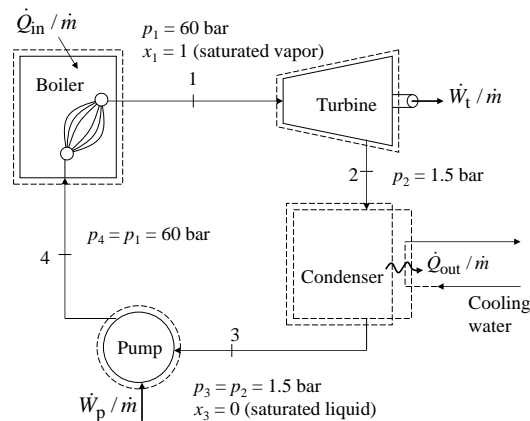 Q̇in / ṁ
p1 = 60 bar
x1 = 1 (saturated vapor)
Boiler
1
Turbine
Ẇt / ṁ
2
p2 = 1.5 bar
4
p4 = p1 = 60 bar
Condenser
Q̇out / ṁ
Cooling
water
3
Pump
p3 = p2 = 1.5 bar
x3 = 0 (saturated liquid)
Ẇp / ṁ